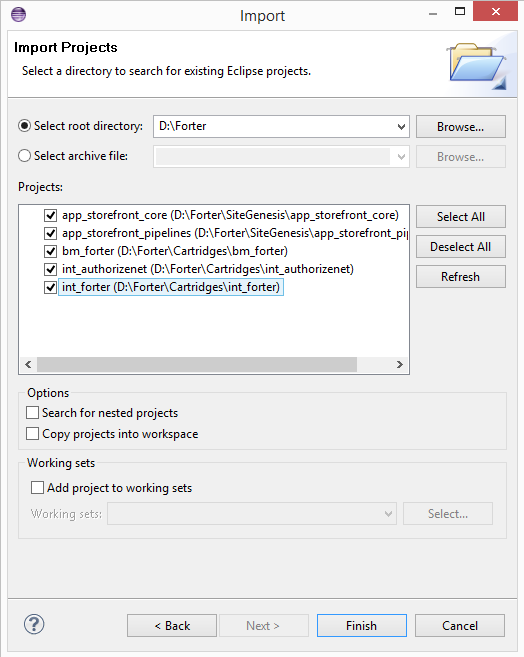 Import
Import Projects
Select a directory to search for existing Eclipse projects.
Select root directory: D:\Forter Browse...
Select archive file: Browse...
Projects:
app_storefront_core (D:\Forter\SiteGenesis\app_storefront_core)
app_storefront_pipelines (D:\Forter\SiteGenesis\app_storefront_pip
bm_forter (D:\Forter\Cartridges\bm_forter)
int_authorizenet (D:\Forter\Cartridges\int_authorizenet)
int_forter (D:\Forter\Cartridges\int_forter)
Select All
Deselect All
Refresh
Options
Search for nested projects
Copy projects into workspace
Working sets
Add project to working sets
Working sets: Select...
? < Back Next > Finish Cancel